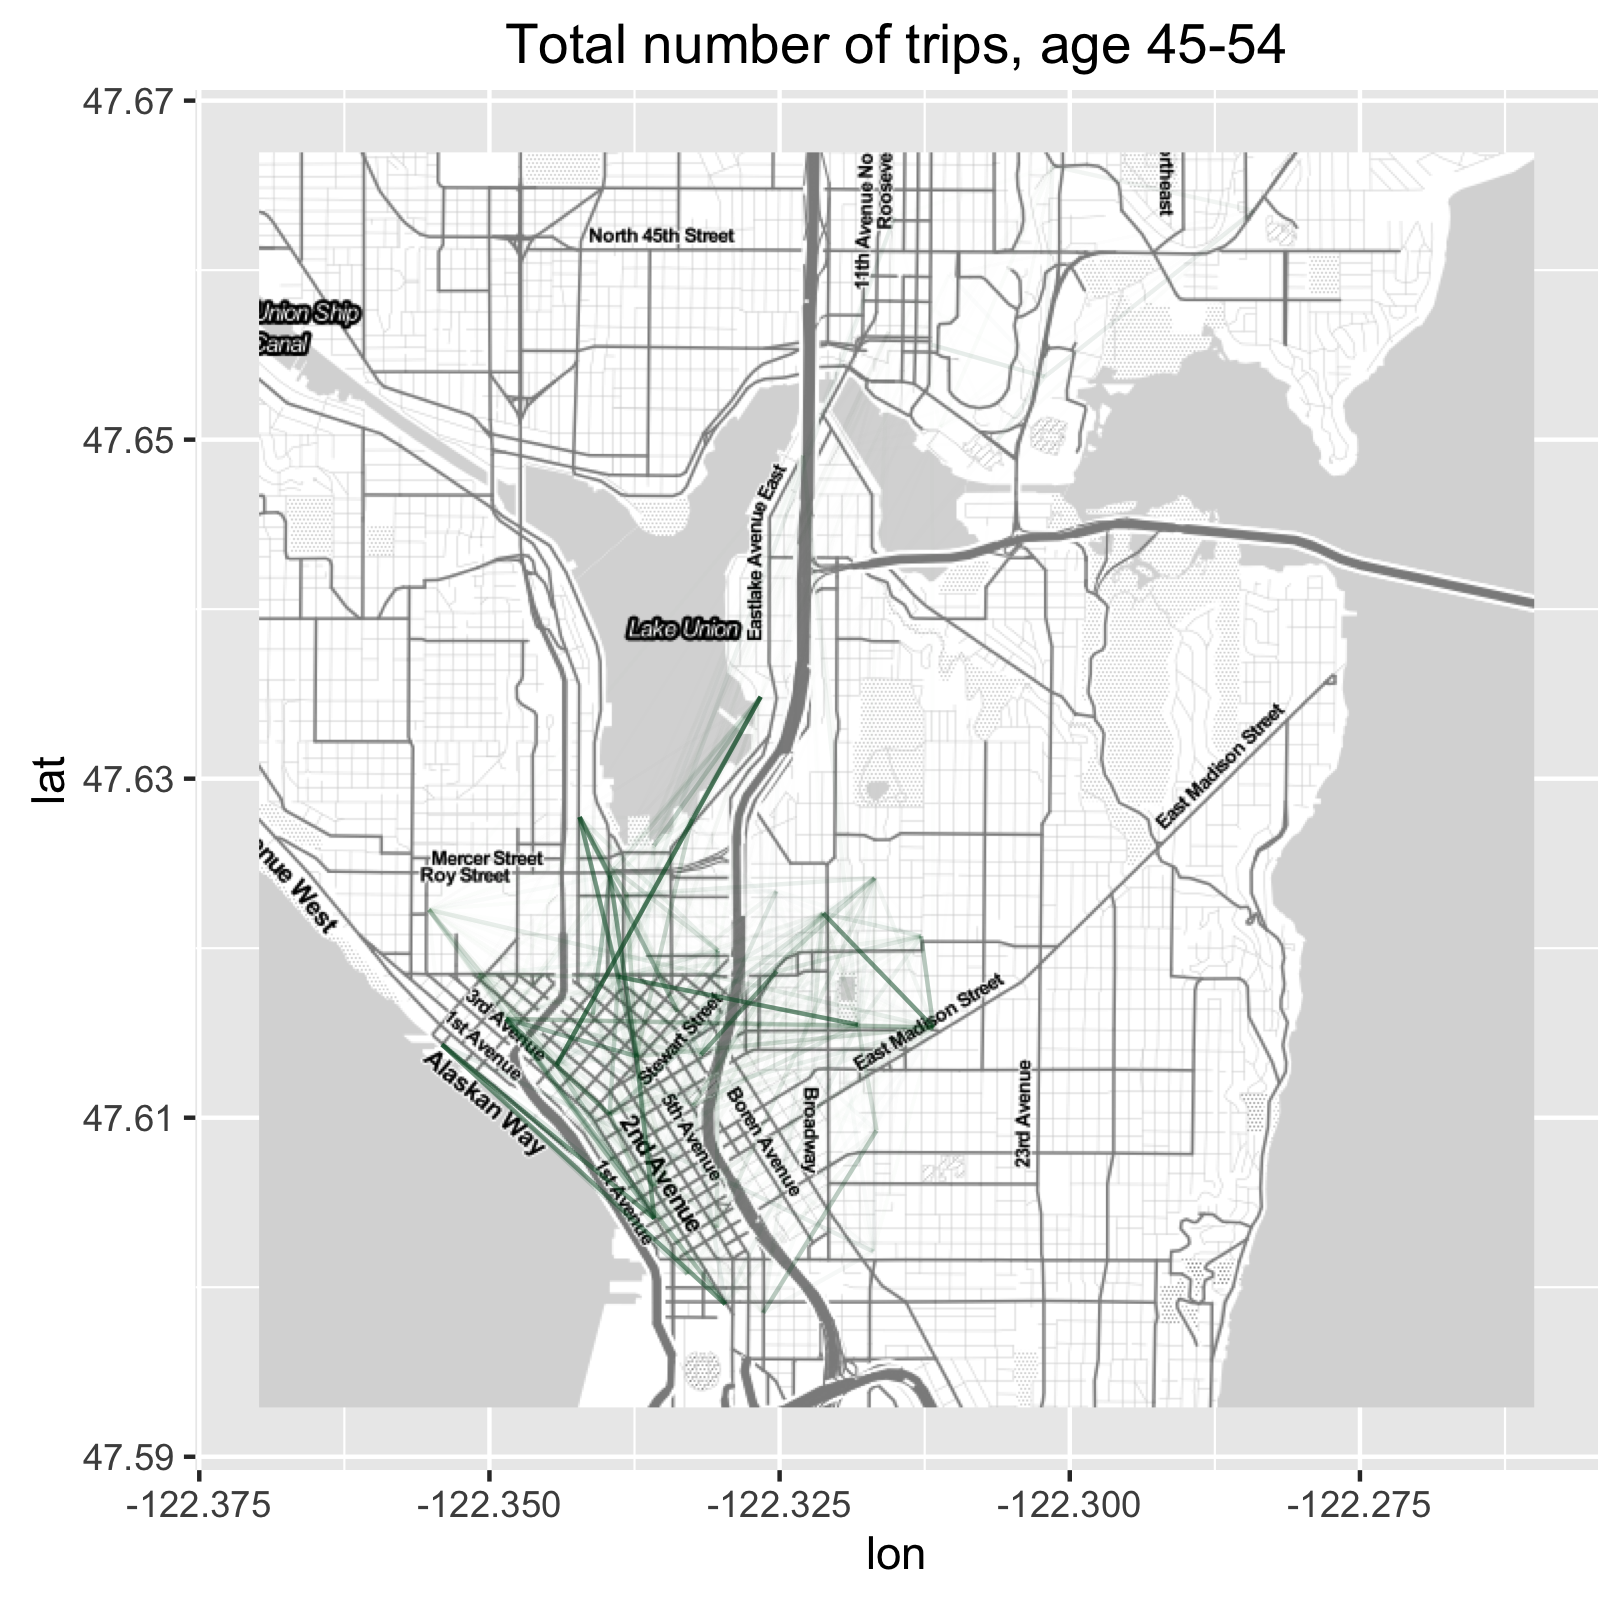 Total number of trips, age 45-54
47.67
47.65
47.63
47.61
47.59
lat
11th Avenue No
Rooseve
rtheast
North 45th Street
Union Ship
Canal
Eastlake Avenue East
Lake Union
East Madison Street
Mercer Street
Roy Street
enue West
3rd Avenue
1st Avenue
Stewart Street
East Madison Street
Alaskan Way
5th Avenue
Boren Avenue
Broadway
23rd Avenue
2nd Avenue
1st Avenue
-122.375
-122.350
-122.325
-122.300
-122.275
lon